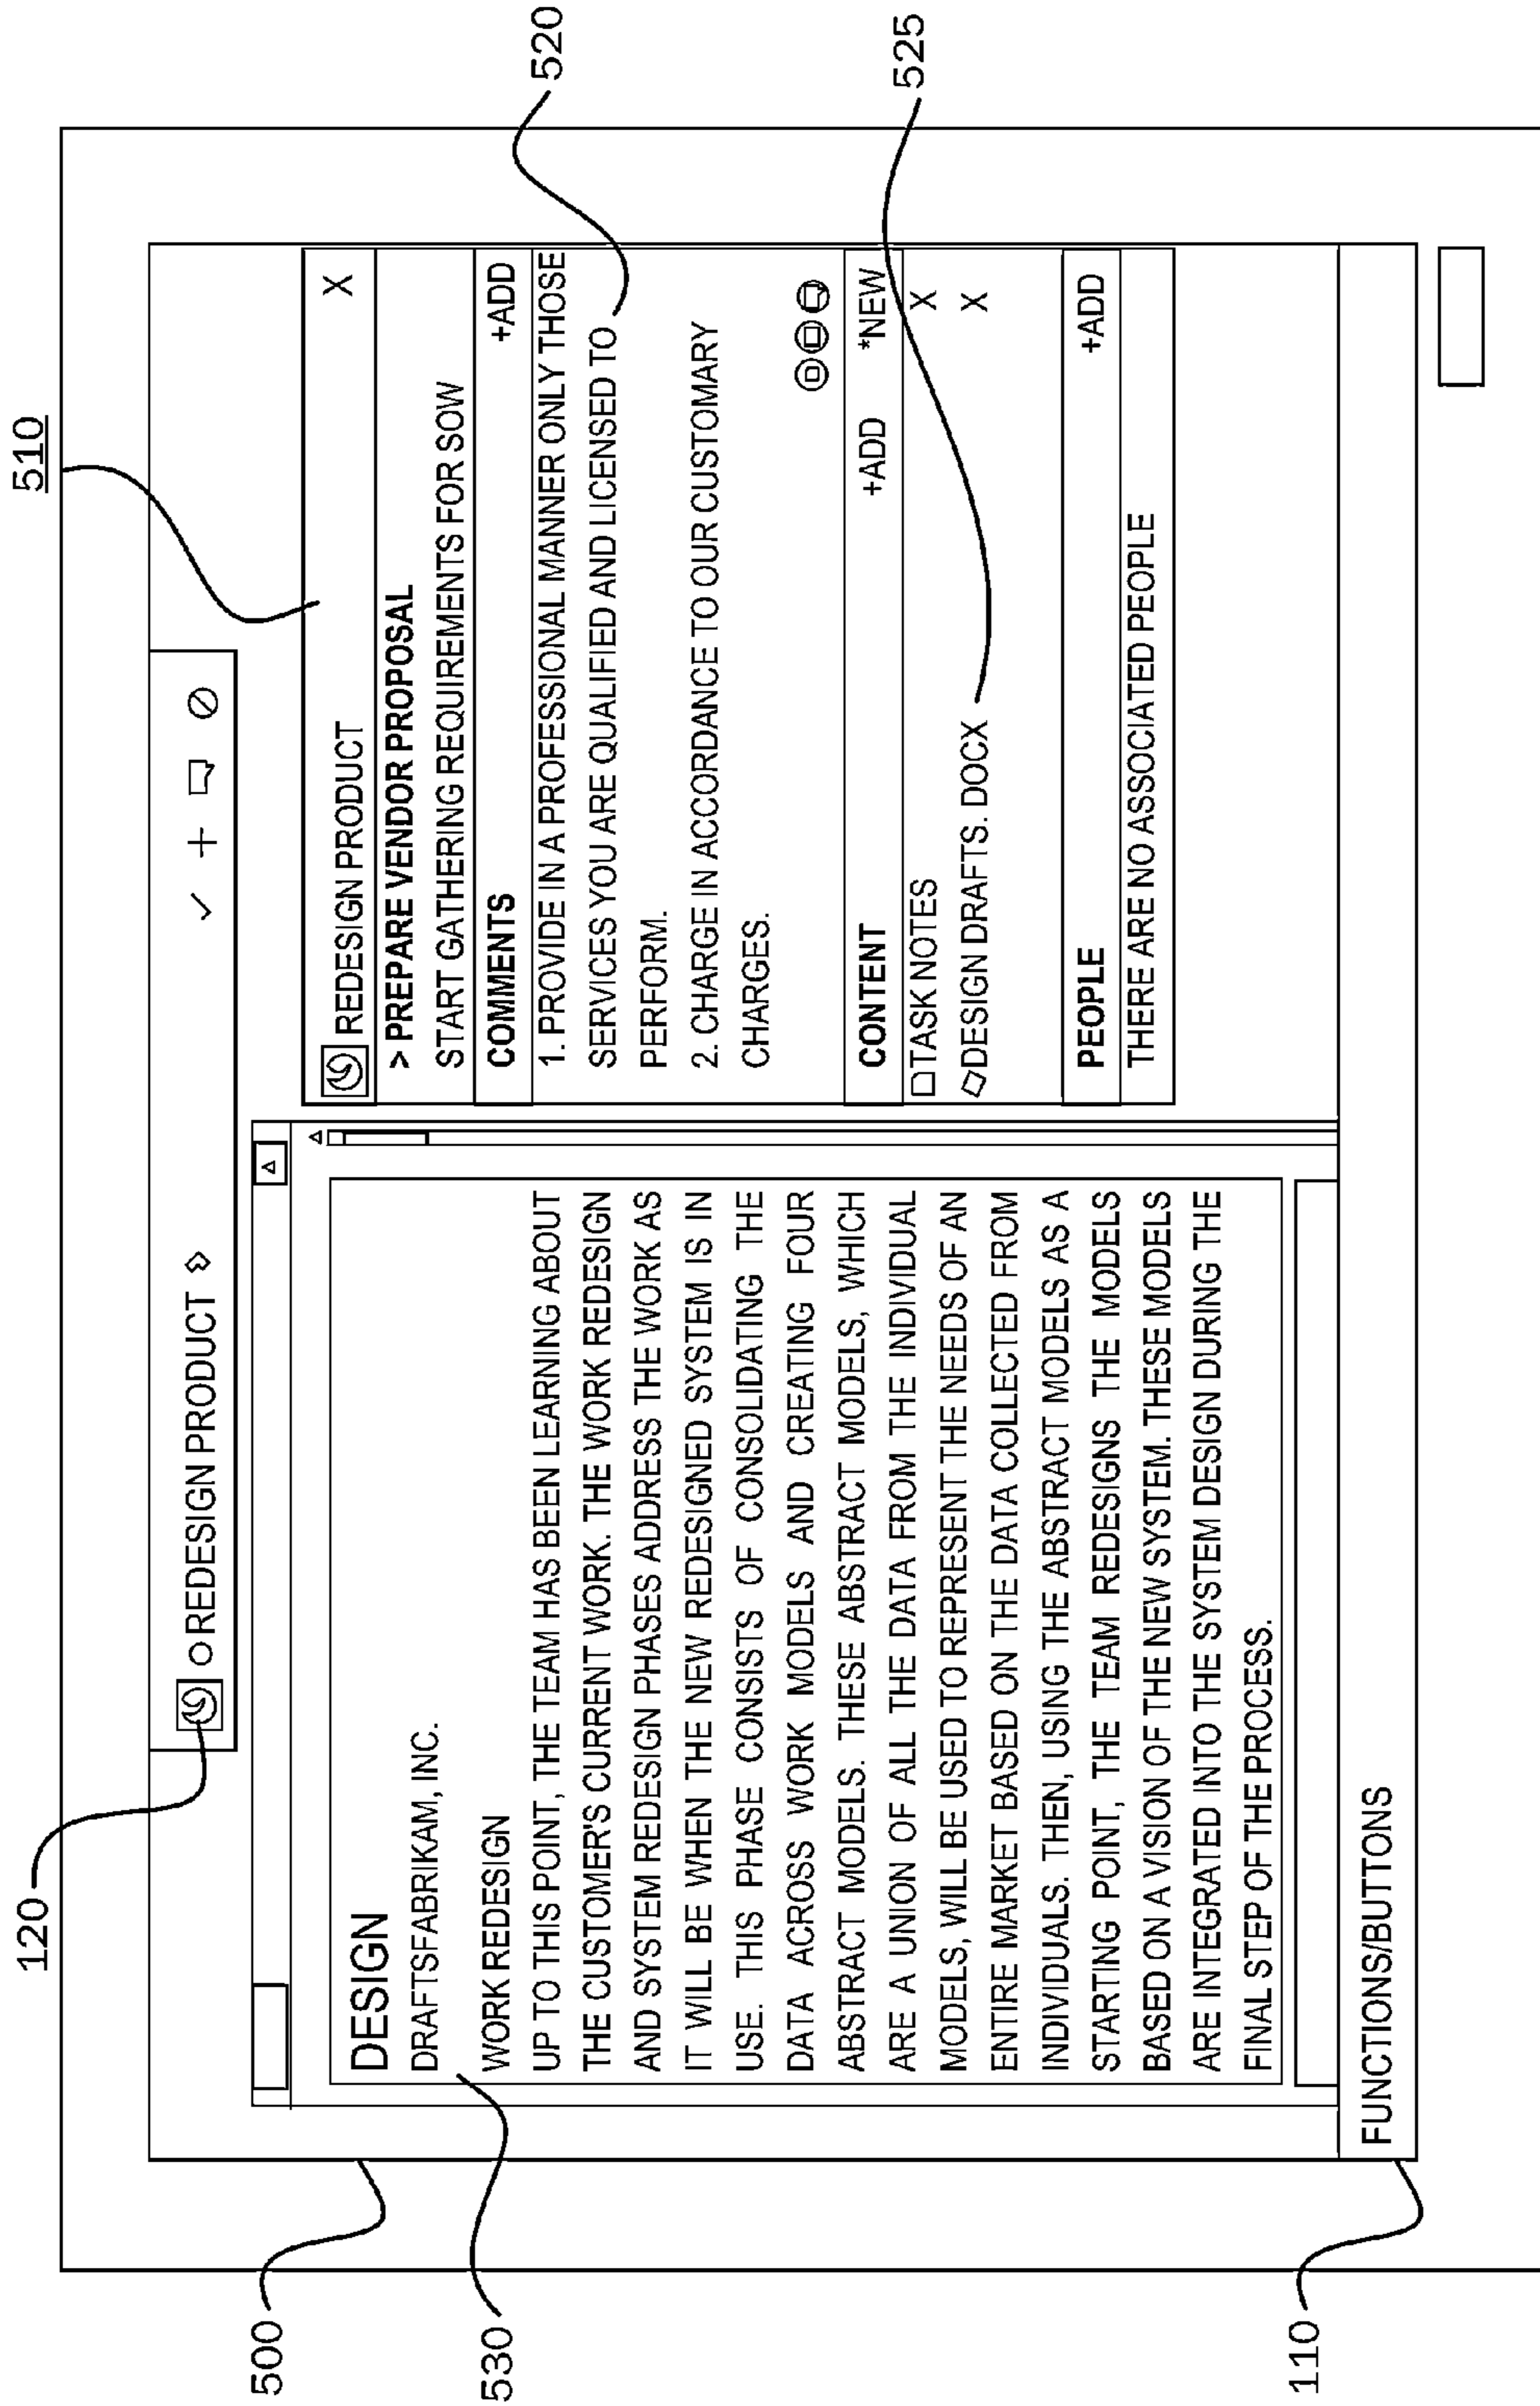 510
120
520
525
500
530
110
REDESIGN PRODUCT
DESIGN
DRAFTSFABRIKAM, INC.
WORK REDESIGN
UP TO THIS POINT, THE TEAM HAS BEEN LEARNING ABOUT
THE CUSTOMER'S CURRENT WORK. THE WORK REDESIGN
AND SYSTEM REDESIGN PHASES ADDRESS THE WORK AS
IT WILL BE WHEN THE NEW REDESIGNED SYSTEM IS IN
USE. THIS PHASE CONSISTS OF CONSOLIDATING THE
DATA ACROSS WORK MODELS AND CREATING FOUR
ABSTRACT MODELS. THESE ABSTRACT MODELS, WHICH
ARE A UNION OF ALL THE DATA FROM THE INDIVIDUAL
MODELS, WILL BE USED TO REPRESENT THE NEEDS OF AN
ENTIRE MARKET BASED ON THE DATA COLLECTED FROM
INDIVIDUALS. THEN, USING THE ABSTRACT MODELS AS A
STARTING POINT, THE TEAM REDESIGNS THE MODELS
BASED ON A VISION OF THE NEW SYSTEM. THESE MODELS
ARE INTEGRATED INTO THE SYSTEM DESIGN DURING THE
FINAL STEP OF THE PROCESS.
REDESIGN PRODUCT X
> PREPARE VENDOR PROPOSAL
START GATHERING REQUIREMENTS FOR SOW
COMMENTS +ADD
1. PROVIDE IN A PROFESSIONAL MANNER ONLY THOSE
SERVICES YOU ARE QUALIFIED AND LICENSED TO
PERFORM.
2. CHARGE IN ACCORDANCE TO OUR CUSTOMARY
CHARGES.
CONTENT +ADD *NEW
TASK NOTES X
DESIGN DRAFTS. DOCX X
PEOPLE +ADD
THERE ARE NO ASSOCIATED PEOPLE
FUNCTIONS/BUTTONS